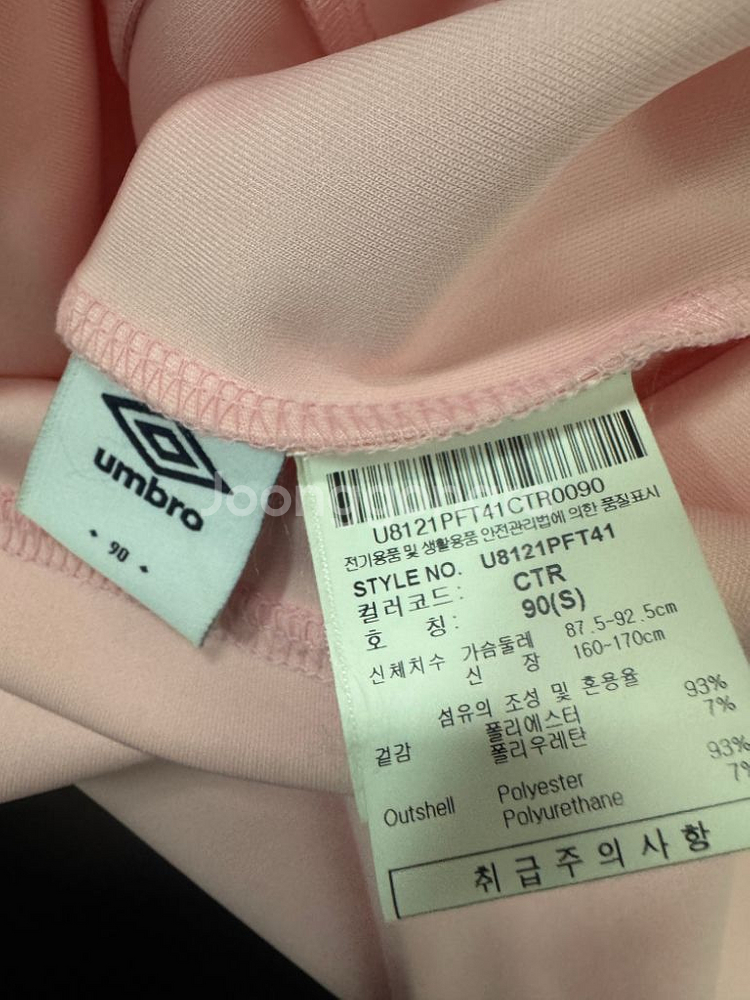 umbro
90
U8121PFT41CTR0090
전기용품 및 생활용품 안전관리법에 의한 품질표시
STYLE NO. U8121PFT41
컬러코드: CTR
호 칭: 90(S)
신체치수 가슴둘레 87.5~92.5cm
신 장 160~170cm
섬유의 조성 및 혼용율
겉감 폴리에스터 93%
폴리우레탄 7%
Outshell Polyester 93%
Polyurethane 7%
취급주의사항